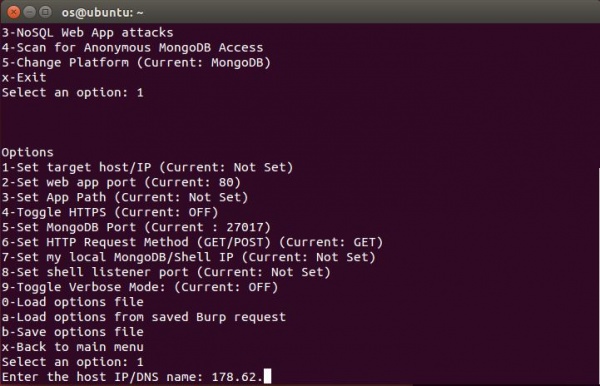 os@ubuntu: ~
3-NoSQL Web App attacks
4-Scan for Anonymous MongoDB Access
5-Change Platform (Current: MongoDB)
x-Exit
Select an option: 1
Options
1-Set target host/IP (Current: Not Set)
2-Set web app port (Current: 80)
3-Set App Path (Current: Not Set)
4-Toggle HTTPS (Current: OFF)
5-Set MongoDB Port (Current : 27017)
6-Set HTTP Request Method (GET/POST) (Current: GET)
7-Set my local MongoDB/Shell IP (Current: Not Set)
8-Set shell listener port (Current: Not Set)
9-Toggle Verbose Mode: (Current: OFF)
0-Load options file
a-Load options from saved Burp request
b-Save options file
x-Back to main menu
Select an option: 1
Enter the host IP/DNS name: 178.62.